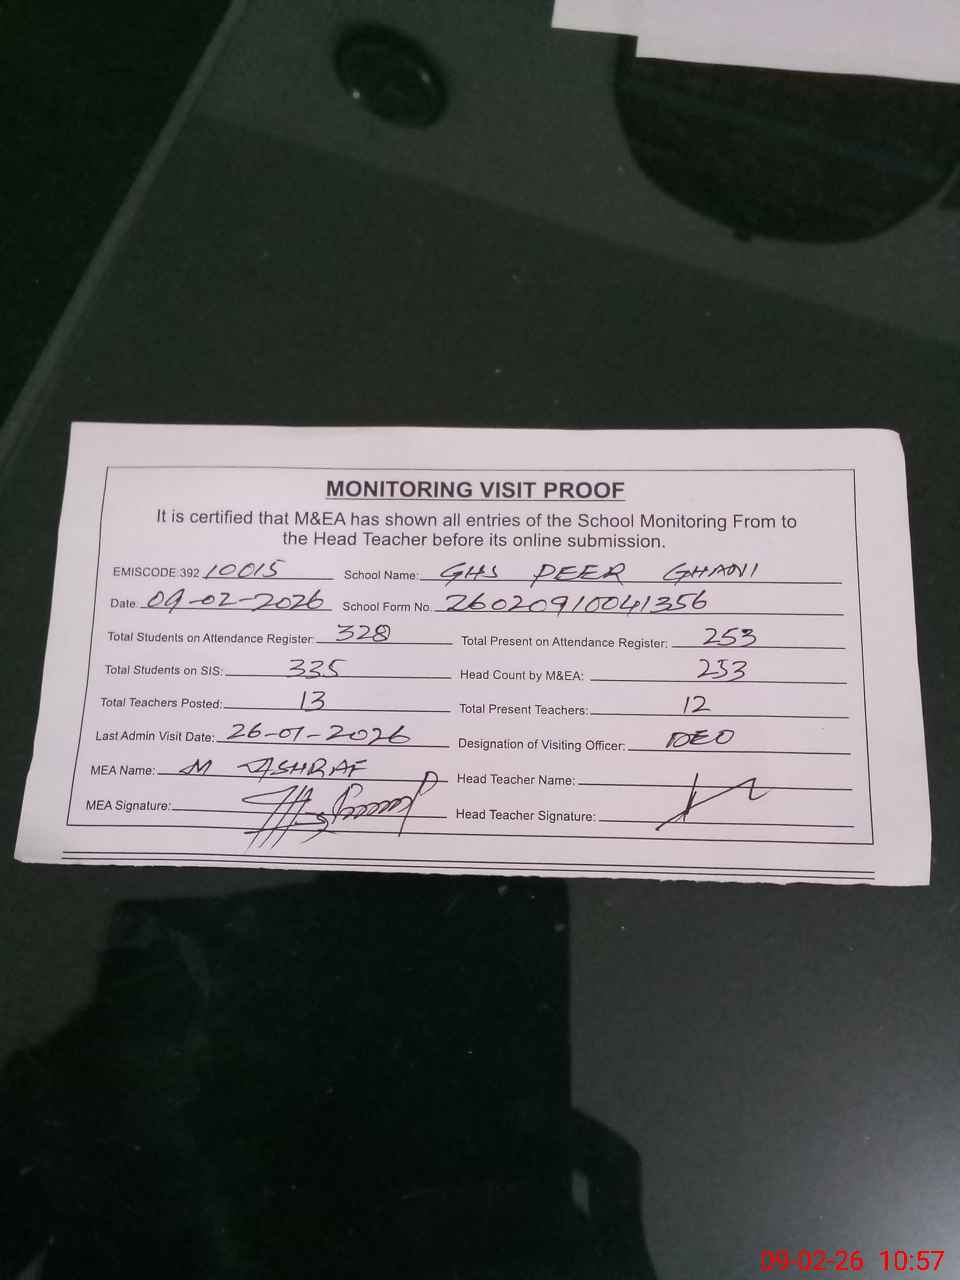 MONITORING VISIT PROOF
It is certified that M&EA has shown all entries of the School Monitoring From to
the Head Teacher before its online submission.
EMISCODE:392 10015 School Name: GHS PEER GHANI
Date: 09-02-2026 School Form No. 26020910041356
Total Students on Attendance Register: 328 Total Present on Attendance Register: 253
Total Students on SIS: 335 Head Count by M&EA: 253
Total Teachers Posted: 13 Total Present Teachers: 12
Last Admin Visit Date: 26-01-2026 Designation of Visiting Officer: DEO
MEA Name: M ASHRAF Head Teacher Name:
MEA Signature: Head Teacher Signature:
09-02-26 10:57